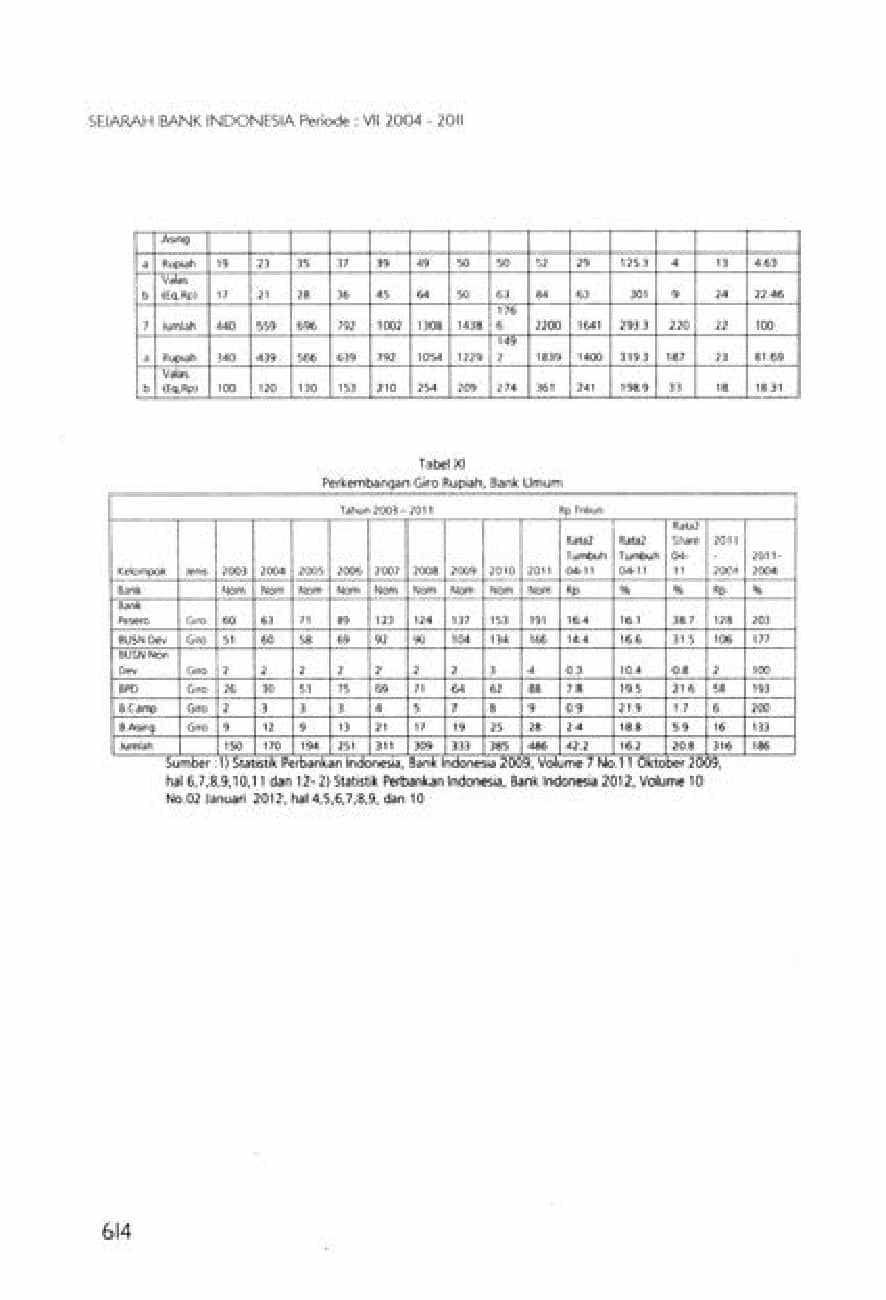 SEJARAH BANK INDONESIA Periode : VII 2004 - 2011
Asing
a Rupiah 19 23 35 37 39 49 50 50 52 29 125.3 4 13 4.63
Valas
b (Eq.Rp) 17 21 28 36 45 64 50 63 84 63 301 9 24 22.46
176
7 Jumlah 440 559 696 792 1002 1308 1438 6 2200 1641 293.3 220 22 100
149
a Rupiah 340 439 566 639 792 1054 1229 2 1839 1400 319.3 187 23 81.69
Valas
b (Eq.Rp) 100 120 130 153 210 254 209 274 361 241 198.9 33 18 18.31
Tabel XI
Perkembangan Giro Rupiah, Bank Umum
Tahun 2003 - 2011 Rp Triliun
Rata2
Rata2 Rata2 Share 2011
Tumbuh Tumbuh 04- - 2011-
Kelompok Jenis 2003 2004 2005 2006 2007 2008 2009 2010 2011 04-11 04-11 11 2004 2004
Bank Nom Nom Nom Nom Nom Nom Nom Nom Nom Rp % % Rp %
Bank
Pesero Giro 60 63 71 89 123 124 137 153 191 16.4 16.1 38.7 128 203
BUSN Dev Giro 51 60 58 69 92 90 104 134 166 14.4 16.6 31.5 106 177
BUSN Non
Dev Giro 2 2 2 2 2 2 2 3 4 0.3 10.4 0.8 2 100
BPD Giro 26 30 51 75 69 71 64 62 88 7.8 19.5 21.6 58 193
B.Camp Giro 2 3 3 3 4 5 7 8 9 0.9 21.9 1.7 6 200
B.Asing Giro 9 12 9 13 21 17 19 25 28 2.4 18.8 5.9 16 133
Jumlah 150 170 194 251 311 309 333 385 486 42.2 16.2 20.8 316 186
Sumber :1) Statistik Perbankan Indonesia, Bank Indonesia 2009, Volume 7 No.11 Oktober 2009,
hal 6,7,8,9,10,11 dan 12- 2) Statistik Perbankan Indonesia, Bank Indonesia 2012, Volume 10
No.02 Januari 2012, hal 4,5,6,7,8,9, dan 10
614